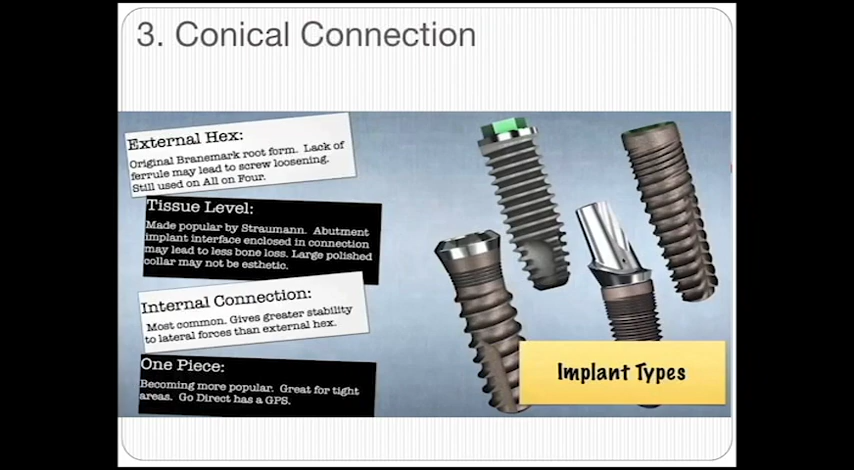 3. Conical Connection
External Hex:
Original Branemark root form. Lack of
ferrule may lead to screw loosening.
Still used on All on Four.
Tissue Level:
Made popular by Straumann. Abutment
implant interface enclosed in connection
may lead to less bone loss. Large polished
collar may not be esthetic.
Internal Connection:
Most common. Gives greater stability
to lateral forces than external hex.
One Piece:
Becoming more popular. Great for tight
areas. Go Direct has a GPS.
Implant Types